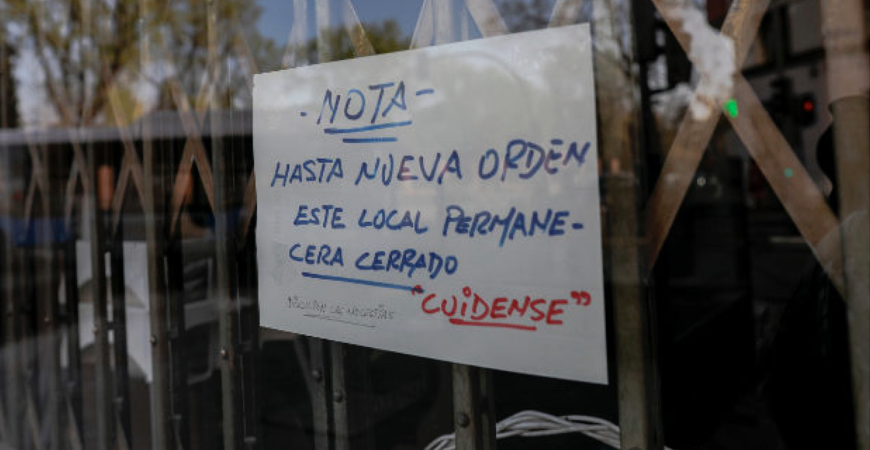 - NOTA -
HASTA NUEVA ORDEN
ESTE LOCAL PERMANE-
CERA CERRADO
"CUIDENSE"